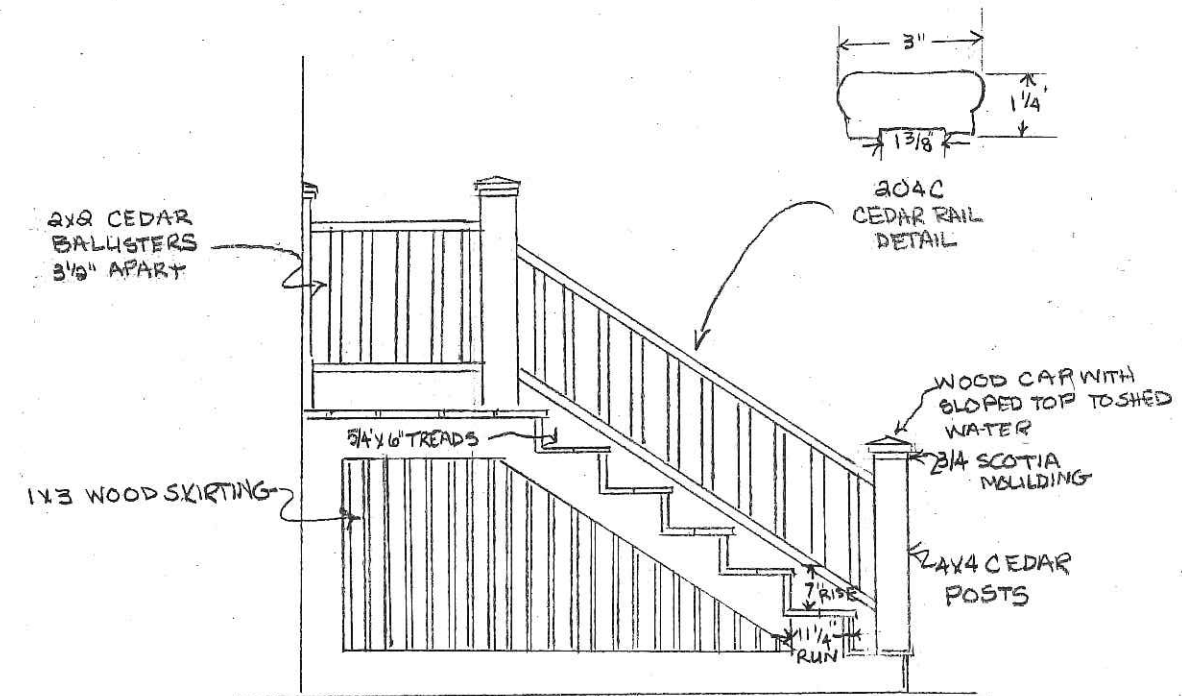 3"
1 1/4"
1 3/8"
204C
CEDAR RAIL
DETAIL
2x2 CEDAR
BALLISTERS
3 1/2" APART
WOOD CAP WITH
SLOPED TOP TO SHED
WATER
3/4 SCOTIA
MOULDING
5/4"x6" TREADS
1x3 WOOD SKIRTING
4x4 CEDAR
POSTS
7" RISE
11 1/4"
RUN